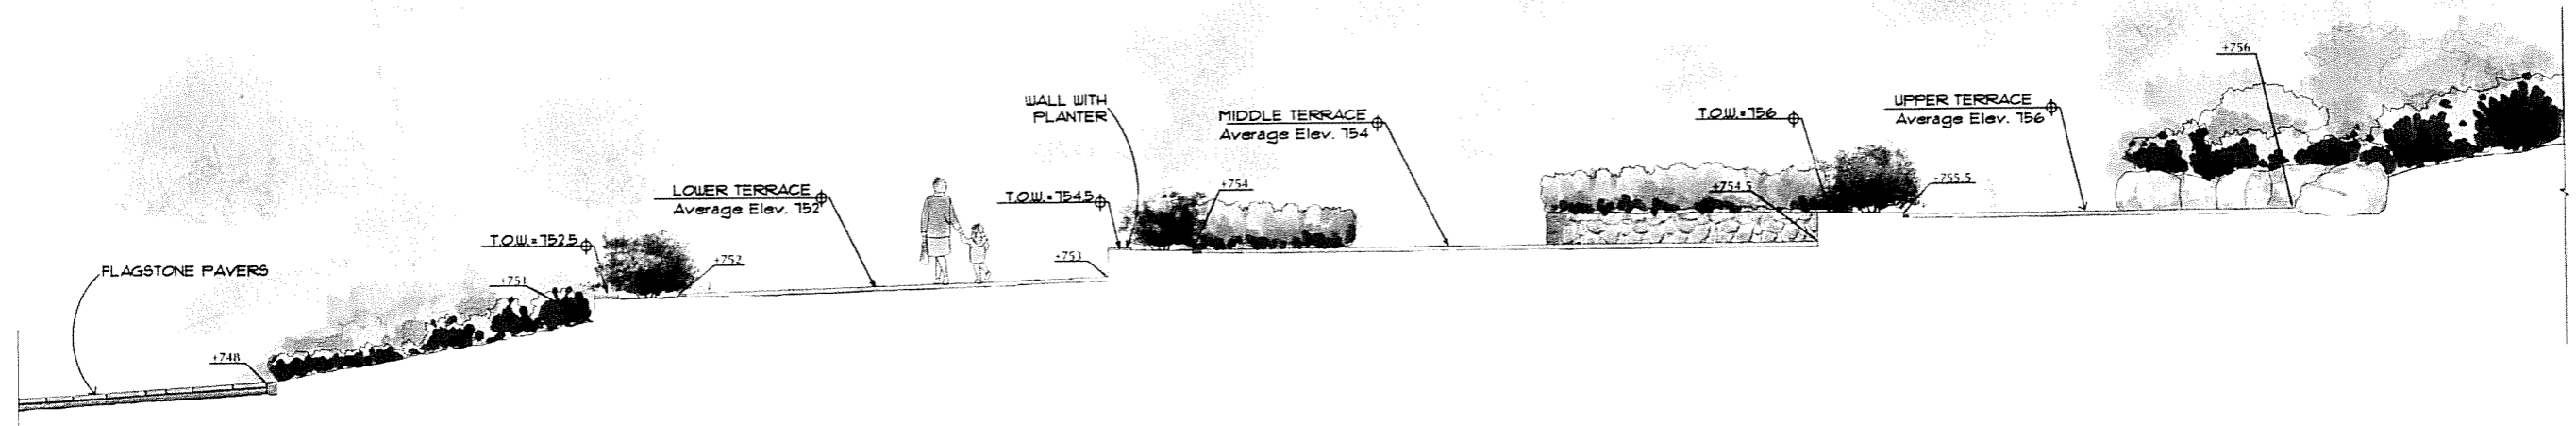 FLAGSTONE PAVERS
+748
+751
T.O.W.=752.5
+752
LOWER TERRACE
Average Elev. 752
+753
T.O.W.=754.5
WALL WITH
PLANTER
+754
MIDDLE TERRACE
Average Elev. 754
T.O.W.=756
+754.5
+755.5
UPPER TERRACE
Average Elev. 756
+756